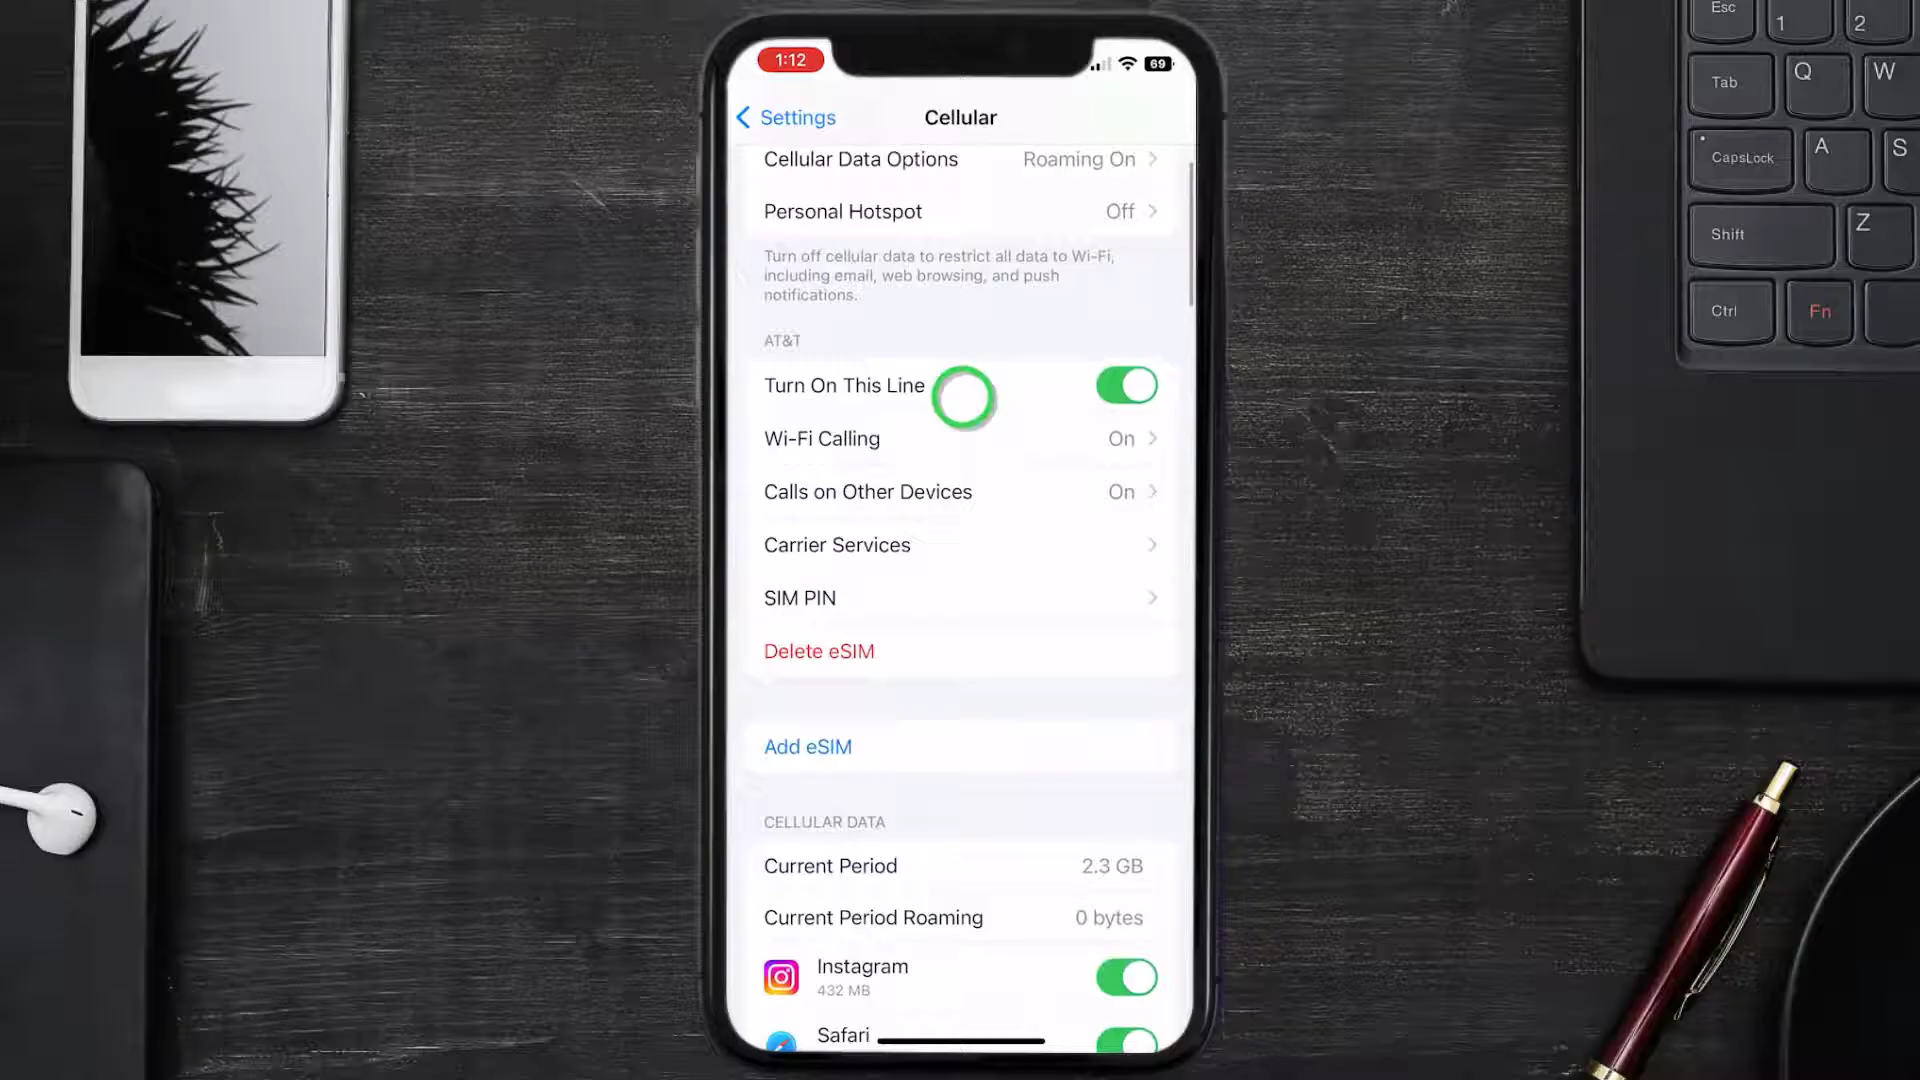 1:12
69
Settings
Cellular
Cellular Data Options Roaming On
Personal Hotspot Off
Turn off cellular data to restrict all data to Wi-Fi,
including email, web browsing, and push
notifications.
AT&T
Turn On This Line
Wi-Fi Calling On
Calls on Other Devices On
Carrier Services
SIM PIN
Delete eSIM
Add eSIM
CELLULAR DATA
Current Period 2.3 GB
Current Period Roaming 0 bytes
Instagram
432 MB
Safari
Esc 1 2
Tab Q W
CapsLock A S
Shift Z
Ctrl Fn